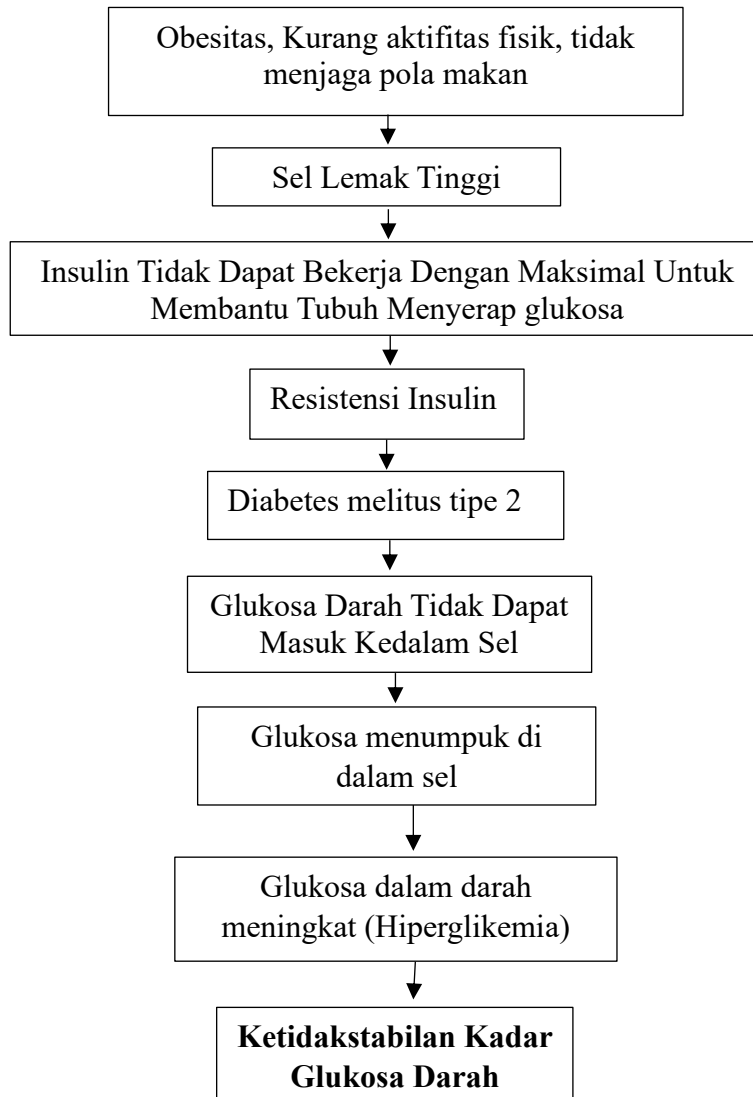 Obesitas, Kurang aktifitas fisik, tidak
menjaga pola makan
Sel Lemak Tinggi
Insulin Tidak Dapat Bekerja Dengan Maksimal Untuk
Membantu Tubuh Menyerap glukosa
Resistensi Insulin
Diabetes melitus tipe 2
Glukosa Darah Tidak Dapat
Masuk Kedalam Sel
Glukosa menumpuk di
dalam sel
Glukosa dalam darah
meningkat (Hiperglikemia)
Ketidakstabilan Kadar
Glukosa Darah